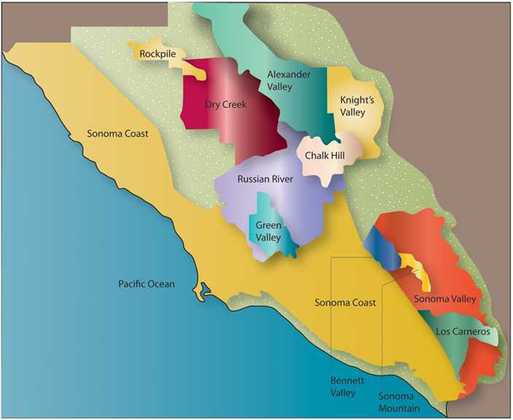 Rockpile
Alexander
Valley
Knight's
Valley
Dry Creek
Sonoma Coast
Chalk Hill
Russian River
Green
Valley
Pacific Ocean
Sonoma Coast
Sonoma Valley
Los Carneros
Bennett
Valley
Sonoma
Mountain